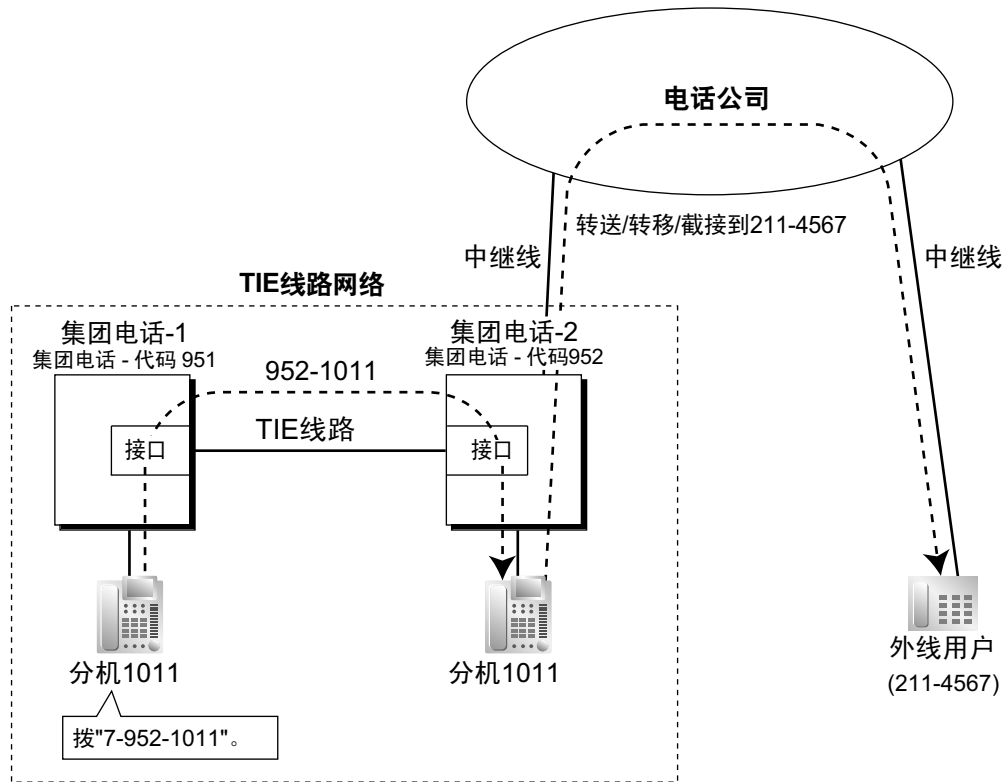 电话公司
转送/转移/截接到211-4567
中继线
中继线
TIE线路网络
集团电话-1
集团电话 - 代码 951
集团电话-2
集团电话 - 代码952
952-1011
TIE线路
接口
接口
分机1011
分机1011
外线用户
(211-4567)
拨"7-952-1011"。